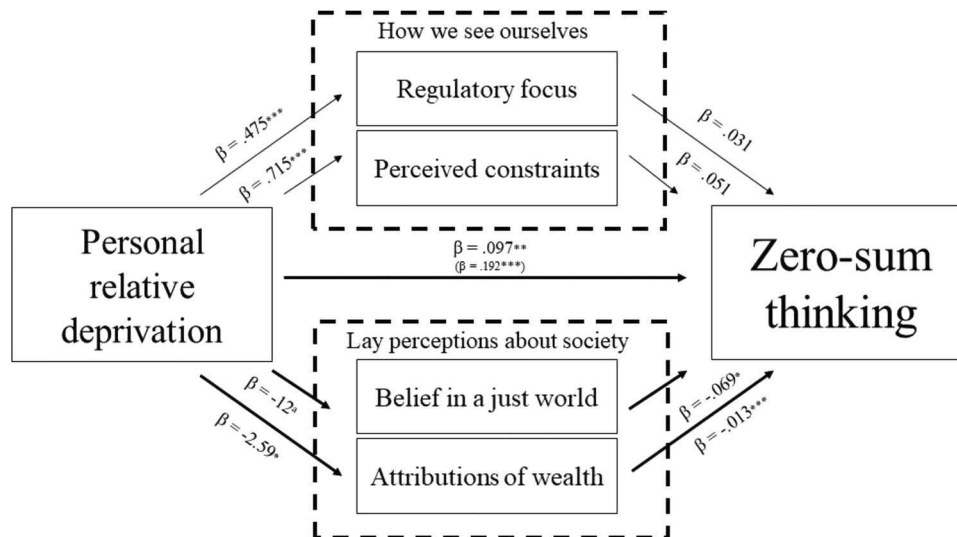 How we see ourselves
Regulatory focus
Perceived constraints
β = .475***
β = .715***
β = .031
β = .051
Personal
relative
deprivation
β = .097**
(β = .192***)
Zero-sum
thinking
Lay perceptions about society
Belief in a just world
Attributions of wealth
β = -12ª
β = -2.59*
β = -.069*
β = -.013***